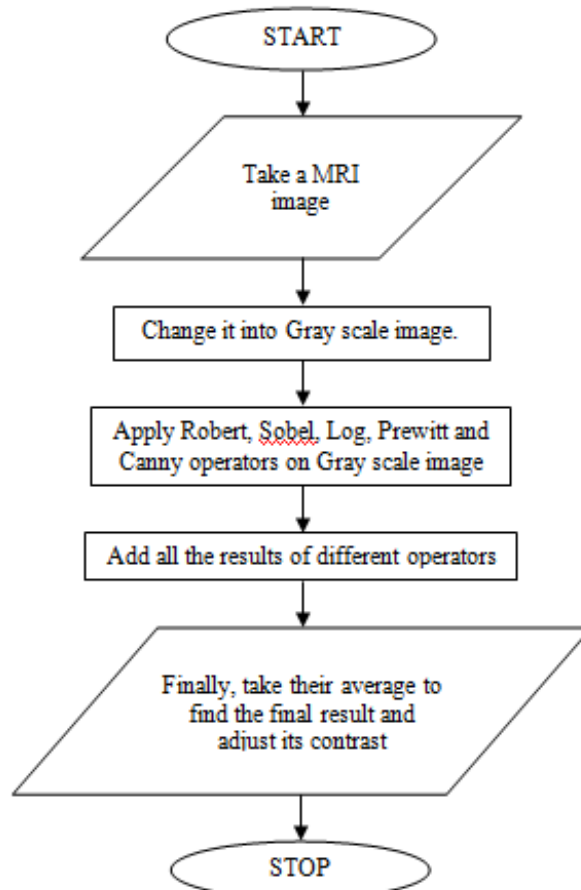 START
Take a MRI
image
Change it into Gray scale image.
Apply Robert, Sobel, Log, Prewitt and
Canny operators on Gray scale image
Add all the results of different operators
Finally, take their average to
find the final result and
adjust its contrast
STOP